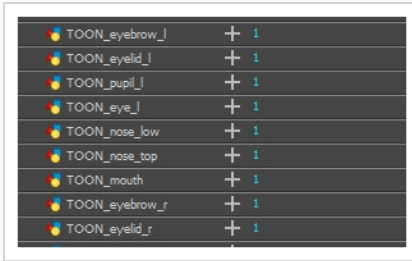 TOON_eyebrow_l 1
TOON_eyelid_l 1
TOON_pupil_l 1
TOON_eye_l 1
TOON_nose_low 1
TOON_nose_top 1
TOON_mouth 1
TOON_eyebrow_r 1
TOON_eyelid_r 1